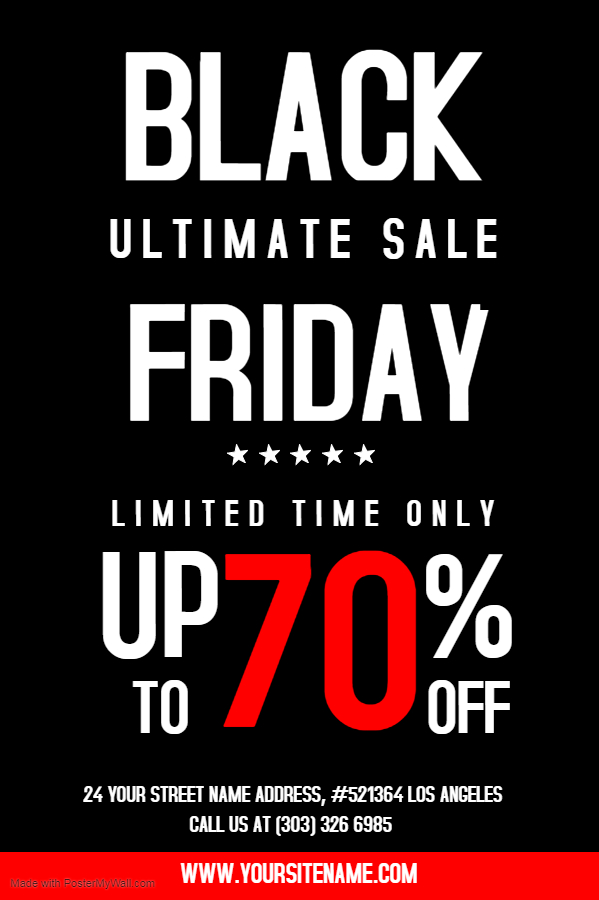 BLACK
ULTIMATE SALE
FRIDAY
LIMITED TIME ONLY
UP TO 70% OFF
24 YOUR STREET NAME ADDRESS, #521364 LOS ANGELES
CALL US AT (303) 326 6985
WWW.YOURSITENAME.COM
Made with PosterMyWall.com